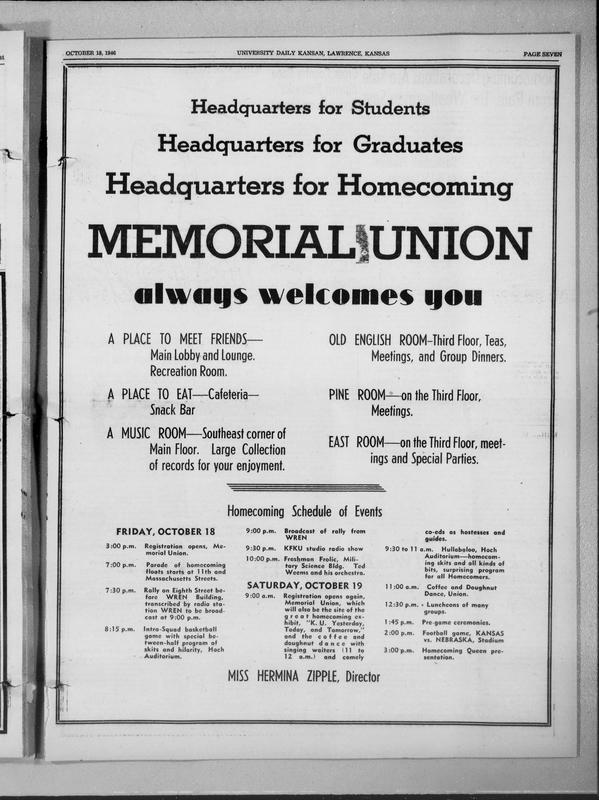 OCTOBER 18, 1946
UNIVERSITY DAILY KANSAN, LAWRENCE, KANSAS
PAGE SEVEN
Headquarters for Students
Headquarters for Graduates
Headquarters for Homecoming
MEMORIAL UNION
always welcomes you
A PLACE TO MEET FRIENDS—
Main Lobby and Lounge.
Recreation Room.
A PLACE TO EAT—Cafeteria—
Snack Bar
A MUSIC ROOM—Southeast corner of
Main Floor. Large Collection
of records for your enjoyment.
OLD ENGLISH ROOM—Third Floor, Teas,
Meetings, and Group Dinners.
PINE ROOM—on the Third Floor,
Meetings.
EAST ROOM—on the Third Floor, meet-
ings and Special Parties.
Homecoming Schedule of Events
FRIDAY, OCTOBER 18
3:00 p.m. Registration opens, Me-
morial Union.
7:00 p.m. Parade of homecoming
floats starts at 11th and
Massachusetts Streets.
7:30 p.m. Rally on Eighth Street be-
fore WREN Building,
transcribed by radio sta-
tion WREN to be broad-
cast at 9:00 p.m.
8:15 p.m. Intra-Squad basketball
game with special be-
tween-half program of
skits and hilarity, Hoch
Auditorium.
9:00 p.m. Broadcast of rally from
WREN
9:30 p.m. KFKU studio radio show
10:00 p.m. Freshman Frolic, Mili-
tary Science Bldg. Ted
Weems and his orchestra.
SATURDAY, OCTOBER 19
9:00 a.m. Registration opens again,
Memorial Union, which
will also be the site of the
great homecoming ex-
hibit, "K. U. Yesterday,
Today, and Tomorrow,"
and the coffee and
doughnut dance with
singing waiters (11 to
12 a.m.) and comely
co-eds as hostesses and
guides.
9:30 to 11 a.m. Hullabaloo, Hoch
Auditorium—homecom-
ing skits and all kinds of
bits, surprising program
for all Homecomers.
11:00 a.m. Coffee and Doughnut
Dance, Union.
12:30 p.m. - Luncheons of many
groups.
1:45 p.m. Pre-game ceremonies.
2:00 p.m. Football game, KANSAS
vs. NEBRASKA, Stadium
3:00 p.m. Homecoming Queen pre-
sentation.
MISS HERMINA ZIPPLE, Director